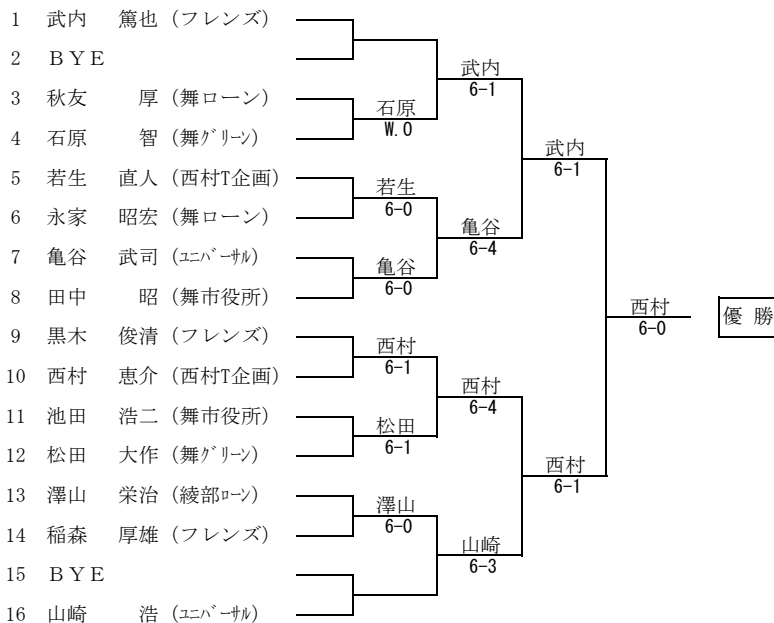 1 武内 篤也 (フレンズ)
2 ＢＹＥ
武内
6-1
3 秋友 厚 (舞ローン)
石原
W.O
4 石原 智 (舞グリーン)
武内
6-1
5 若生 直人 (西村T企画)
若生
6-0
6 永家 昭宏 (舞ローン)
亀谷
6-4
7 亀谷 武司 (ユニバーサル)
亀谷
6-0
8 田中 昭 (舞市役所)
西村
6-0
優 勝
9 黒木 俊清 (フレンズ)
西村
6-1
10 西村 恵介 (西村T企画)
西村
6-4
11 池田 浩二 (舞市役所)
松田
6-1
12 松田 大作 (舞グリーン)
西村
6-1
13 澤山 栄治 (綾部ローン)
澤山
6-0
14 稲森 厚雄 (フレンズ)
山崎
6-3
15 ＢＹＥ
16 山崎 浩 (ユニバーサル)